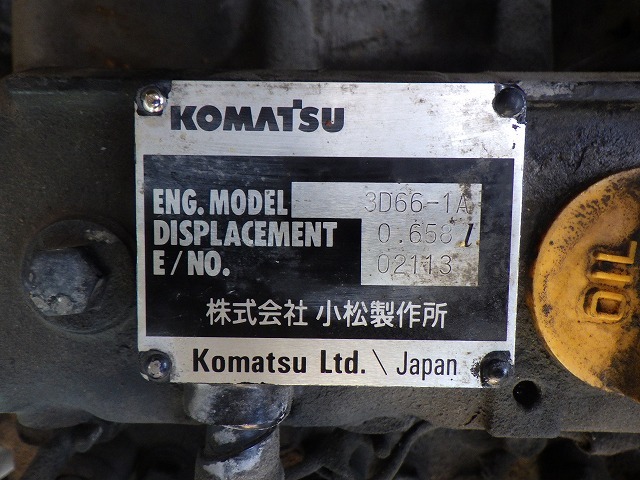 KOMATSU
ENG. MODEL 3D66-1A
DISPLACEMENT 0.658 l
E/NO. 02113
株式会社 小松製作所
Komatsu Ltd. \ Japan
OIL